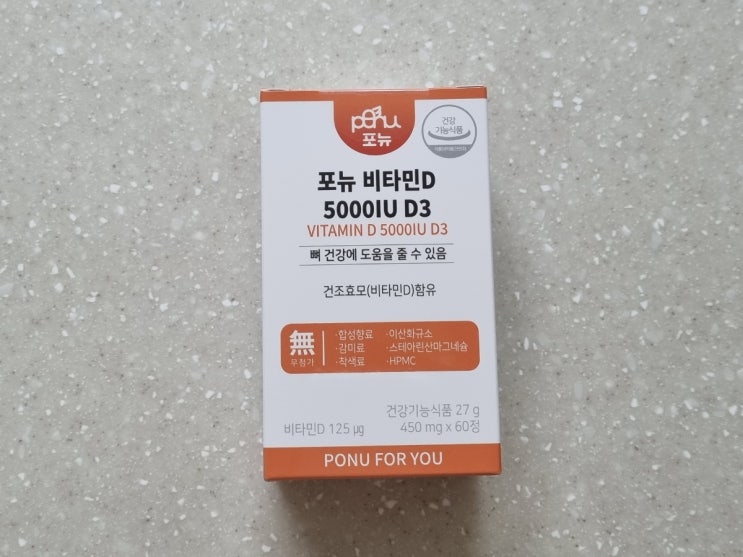 ponu
포뉴
건강
기능식품
포뉴 비타민D
5000IU D3
VITAMIN D 5000IU D3
뼈 건강에 도움을 줄 수 있음
건조효모(비타민D)함유
無
무첨가
·합성향료
·감미료
·착색료
·이산화규소
·스테아린산마그네슘
·HPMC
비타민D 125 μg
건강기능식품 27 g
450 mg x 60정
PONU FOR YOU